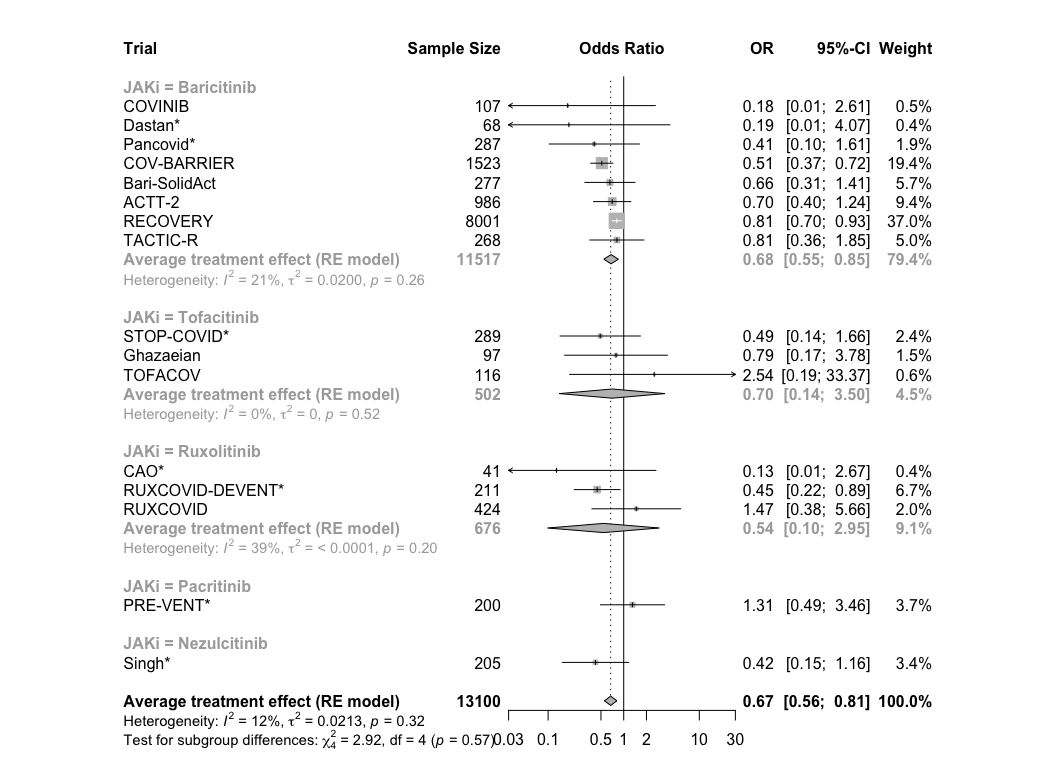 Trial Sample Size Odds Ratio OR 95%-CI Weight
JAKi = Baricitinib
COVINIB 107 0.18 [0.01; 2.61] 0.5%
Dastan* 68 0.19 [0.01; 4.07] 0.4%
Pancovid* 287 0.41 [0.10; 1.61] 1.9%
COV-BARRIER 1523 0.51 [0.37; 0.72] 19.4%
Bari-SolidAct 277 0.66 [0.31; 1.41] 5.7%
ACTT-2 986 0.70 [0.40; 1.24] 9.4%
RECOVERY 8001 0.81 [0.70; 0.93] 37.0%
TACTIC-R 268 0.81 [0.36; 1.85] 5.0%
Average treatment effect (RE model) 11517 0.68 [0.55; 0.85] 79.4%
Heterogeneity: I² = 21%, τ² = 0.0200, p = 0.26
JAKi = Tofacitinib
STOP-COVID* 289 0.49 [0.14; 1.66] 2.4%
Ghazaeian 97 0.79 [0.17; 3.78] 1.5%
TOFACOV 116 2.54 [0.19; 33.37] 0.6%
Average treatment effect (RE model) 502 0.70 [0.14; 3.50] 4.5%
Heterogeneity: I² = 0%, τ² = 0, p = 0.52
JAKi = Ruxolitinib
CAO* 41 0.13 [0.01; 2.67] 0.4%
RUXCOVID-DEVENT* 211 0.45 [0.22; 0.89] 6.7%
RUXCOVID 424 1.47 [0.38; 5.66] 2.0%
Average treatment effect (RE model) 676 0.54 [0.10; 2.95] 9.1%
Heterogeneity: I² = 39%, τ² = < 0.0001, p = 0.20
JAKi = Pacritinib
PRE-VENT* 200 1.31 [0.49; 3.46] 3.7%
JAKi = Nezulcitinib
Singh* 205 0.42 [0.15; 1.16] 3.4%
Average treatment effect (RE model) 13100 0.67 [0.56; 0.81] 100.0%
Heterogeneity: I² = 12%, τ² = 0.0213, p = 0.32
Test for subgroup differences: χ²₄ = 2.92, df = 4 (p = 0.57) 0.03 0.1 0.5 1 2 10 30